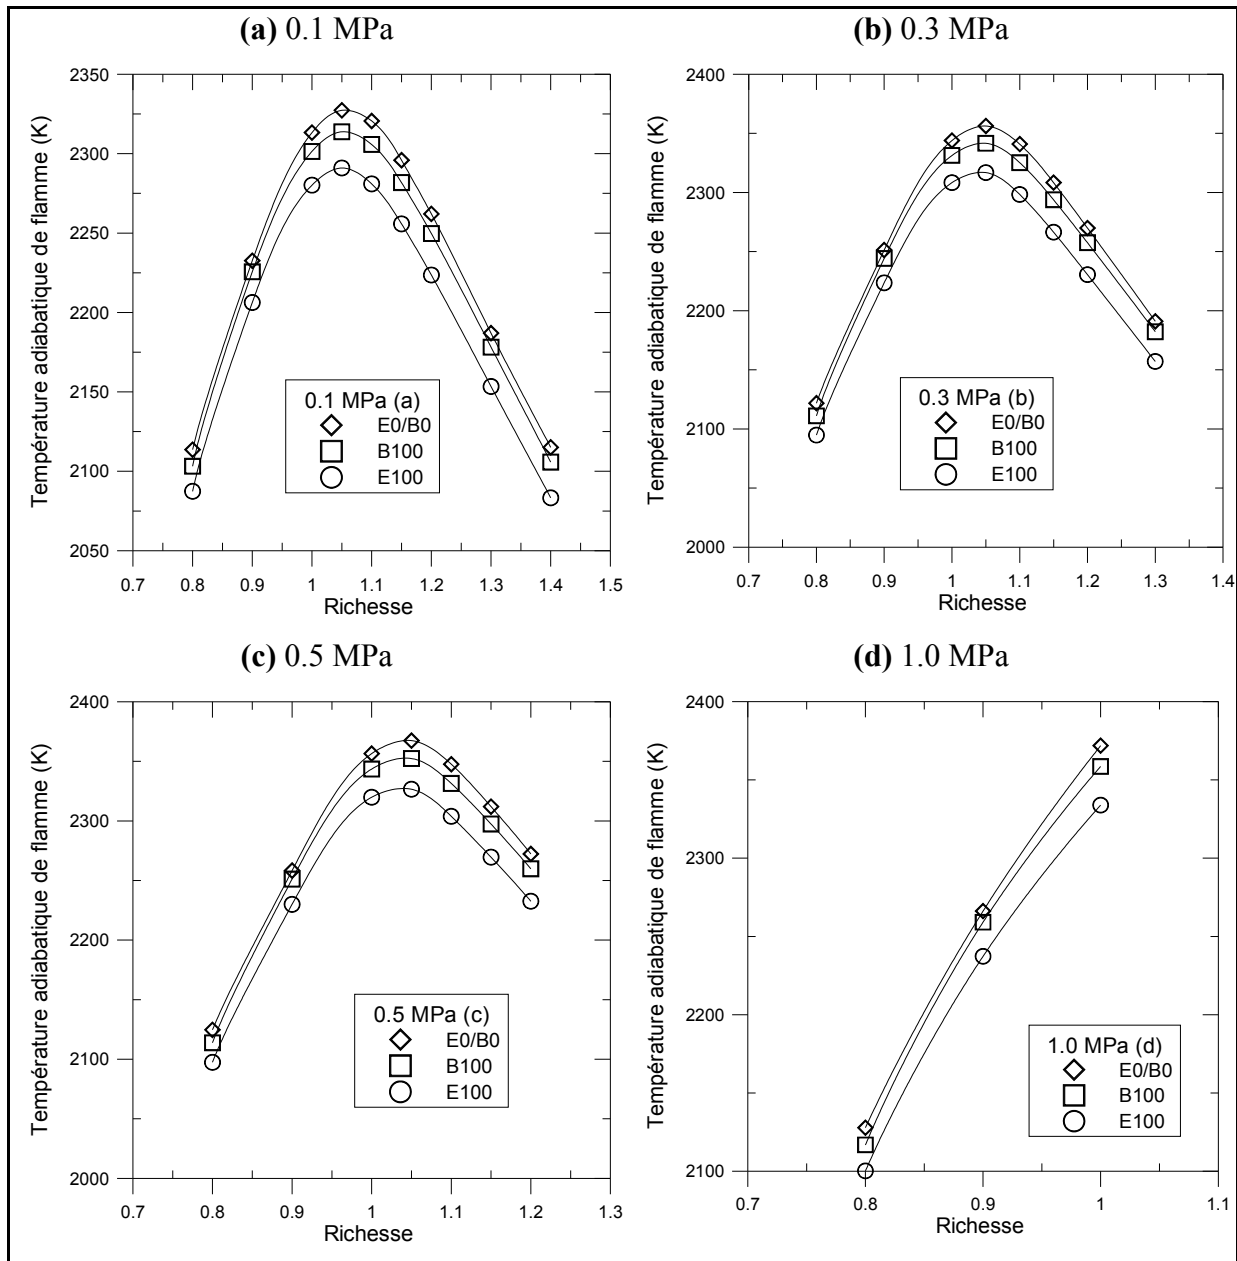 (a) 0.1 MPa
2350
2300
2250
2200
2150
2100
2050
Température adiabatique de flamme (K)
0.1 MPa (a)
E0/B0
B100
E100
0.7 0.8 0.9 1 1.1 1.2 1.3 1.4 1.5
Richesse
(b) 0.3 MPa
2400
2300
2200
2100
2000
Température adiabatique de flamme (K)
0.3 MPa (b)
E0/B0
B100
E100
0.7 0.8 0.9 1 1.1 1.2 1.3 1.4
Richesse
(c) 0.5 MPa
2400
2300
2200
2100
2000
Température adiabatique de flamme (K)
0.5 MPa (c)
E0/B0
B100
E100
0.7 0.8 0.9 1 1.1 1.2 1.3
Richesse
(d) 1.0 MPa
2400
2300
2200
2100
Température adiabatique de flamme (K)
1.0 MPa (d)
E0/B0
B100
E100
0.7 0.8 0.9 1 1.1
Richesse